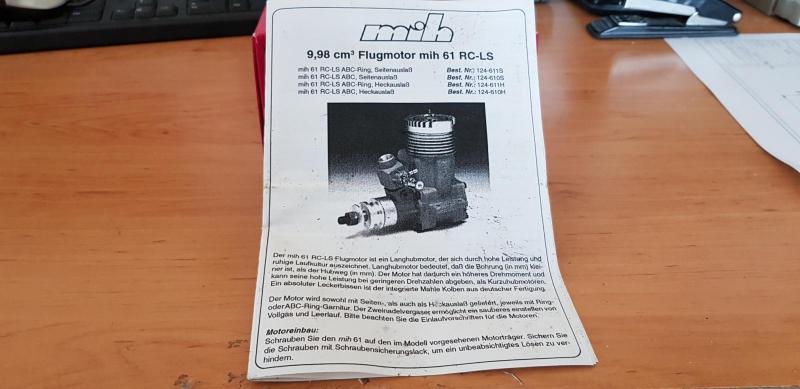 mih
9,98 cm³ Flugmotor mih 61 RC-LS
mih 61 RC-LS ABC-Ring, Seitenauslaß Best. Nr.: 124-611S
mih 61 RC-LS ABC, Seitenauslaß Best. Nr.: 124-610S
mih 61 RC-LS ABC-Ring, Heckauslaß Best. Nr.: 124-611H
mih 61 RC-LS ABC, Heckauslaß Best. Nr.: 124-610H
Der mih 61 RC-LS Flugmotor ist ein Langhubmotor, der sich durch hohe Leistung und
ruhige Laufkultur auszeichnet. Langhubmotor bedeutet, daß die Bohrung (in mm) klei-
ner ist, als der Hubweg (in mm). Der Motor hat dadurch ein höheres Drehmoment und
kann seine hohe Leistung bei geringeren Drehzahlen abgeben, als Kurzhubmotoren.
Ein absoluter Leckerbissen ist der integrierte Mahle Kolben aus deutscher Fertigung.
Der Motor wird sowohl mit Seiten-, als auch als Heckauslaß geliefert, jeweils mit Ring-
oder ABC-Ring-Garnitur. Der Zweinadelvergaser ermöglicht ein sauberes einstellen von
Vollgas und Leerlauf. Bitte beachten Sie die Einlaufvorschriften für die Motoren.
Motoreinbau:
Schrauben Sie den mih 61 auf den im Modell vorgesehenen Motorträger. Sichern Sie
die Schrauben mit Schraubensicherungslack, um ein unbeabsichtigtes Lösen zu ver-
hindern.